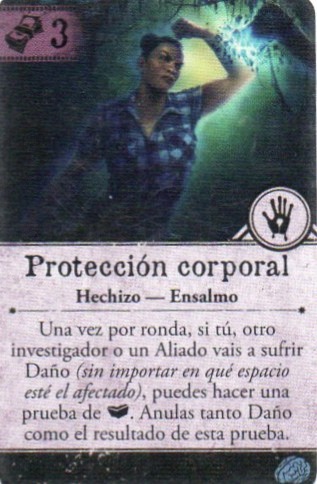 3
Protección corporal
Hechizo — Ensalmo
Una vez por ronda, si tú, otro
investigador o un Aliado vais a sufrir
Daño (sin importar en qué espacio
esté el afectado), puedes hacer una
prueba de . Anulas tanto Daño
como el resultado de esta prueba.